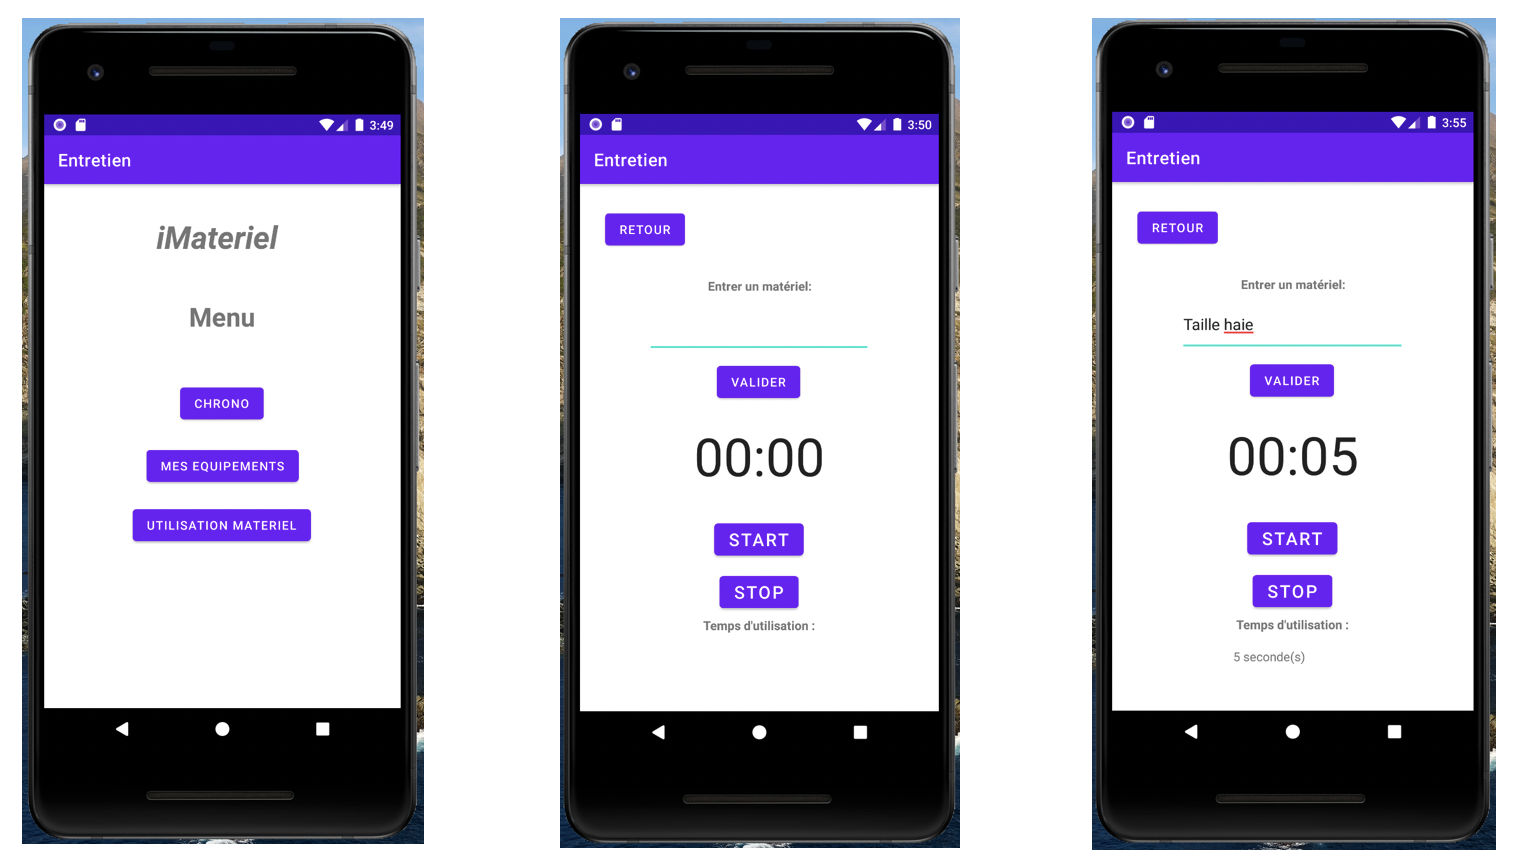 3:49
Entretien
iMateriel
Menu
CHRONO
MES EQUIPEMENTS
UTILISATION MATERIEL
3:50
Entretien
RETOUR
Entrer un matériel:
VALIDER
00:00
START
STOP
Temps d'utilisation :
3:55
Entretien
RETOUR
Entrer un matériel:
Taille haie
VALIDER
00:05
START
STOP
Temps d'utilisation :
5 seconde(s)